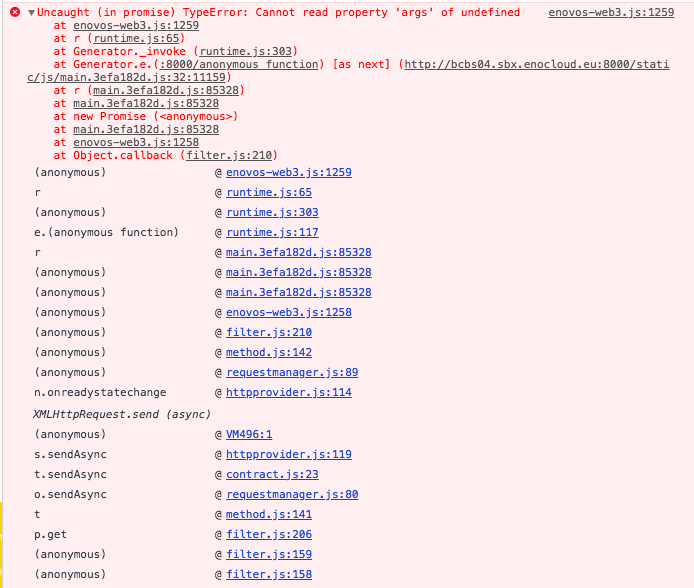 Uncaught (in promise) TypeError: Cannot read property 'args' of undefined enovos-web3.js:1259
at enovos-web3.js:1259
at r (runtime.js:65)
at Generator._invoke (runtime.js:303)
at Generator.e.(:8000/anonymous function) [as next] (http://bcbs04.sbx.enocloud.eu:8000/stati
c/js/main.3efa182d.js:32:11159)
at r (main.3efa182d.js:85328)
at main.3efa182d.js:85328
at new Promise (<anonymous>)
at main.3efa182d.js:85328
at enovos-web3.js:1258
at Object.callback (filter.js:210)
(anonymous) @ enovos-web3.js:1259
r @ runtime.js:65
(anonymous) @ runtime.js:303
e.(anonymous function) @ runtime.js:117
r @ main.3efa182d.js:85328
(anonymous) @ main.3efa182d.js:85328
(anonymous) @ main.3efa182d.js:85328
(anonymous) @ enovos-web3.js:1258
(anonymous) @ filter.js:210
(anonymous) @ method.js:142
(anonymous) @ requestmanager.js:89
n.onreadystatechange @ httpprovider.js:114
XMLHttpRequest.send (async)
(anonymous) @ VM496:1
s.sendAsync @ httpprovider.js:119
t.sendAsync @ contract.js:23
o.sendAsync @ requestmanager.js:80
t @ method.js:141
p.get @ filter.js:206
(anonymous) @ filter.js:159
(anonymous) @ filter.js:158